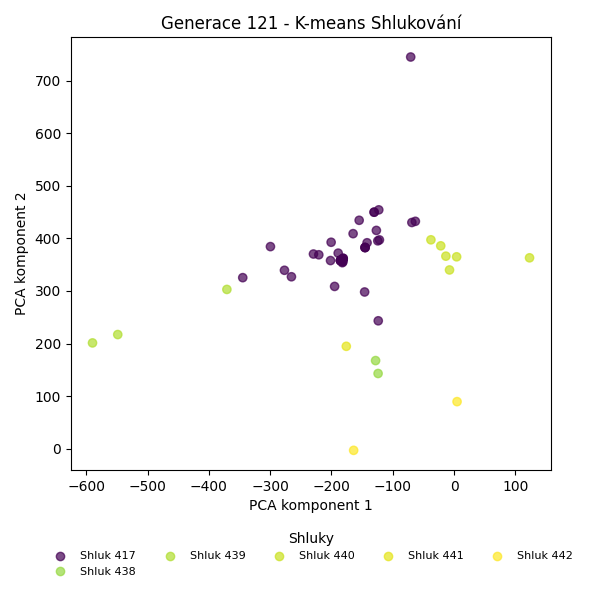 Generace 121 - K-means Shlukování
PCA komponent 2
700
600
500
400
300
200
100
0
−600 −500 −400 −300 −200 −100 0 100
PCA komponent 1
Shluky
Shluk 417 Shluk 439 Shluk 440 Shluk 441 Shluk 442
Shluk 438